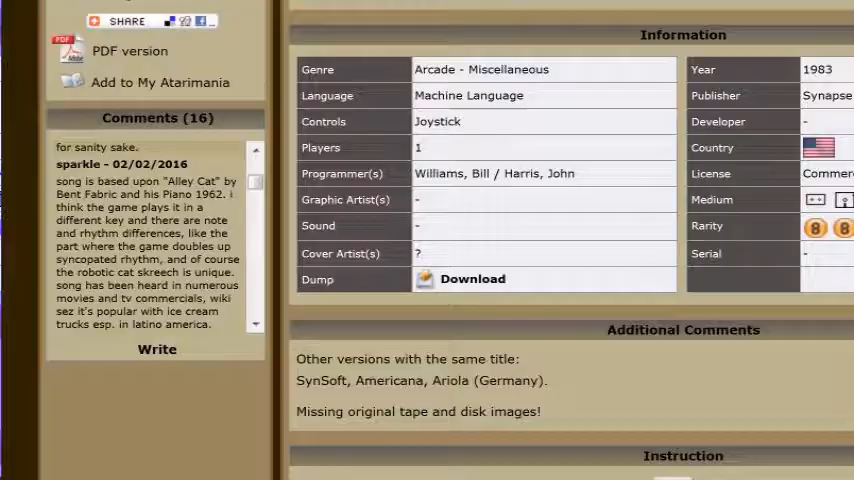 SHARE
PDF
PDF version
Add to My Atarimania
Comments (16)
for sanity sake.
sparkle - 02/02/2016
song is based upon "Alley Cat" by
Bent Fabric and his Piano 1962. i
think the game plays it in a
different key and there are note
and rhythm differences, like the
part where the game doubles up
syncopated rhythm, and of course
the robotic cat skreech is unique.
song has been heard in numerous
movies and tv commercials, wiki
sez it's popular with ice cream
trucks esp. in latino america.
Write
Information
Genre Arcade - Miscellaneous
Language Machine Language
Controls Joystick
Players 1
Programmer(s) Williams, Bill / Harris, John
Graphic Artist(s) -
Sound -
Cover Artist(s) ?
Dump Download
Year 1983
Publisher Synapse
Developer -
Country
License Commer
Medium
Rarity 8 8
Serial -
Additional Comments
Other versions with the same title:
SynSoft, Americana, Ariola (Germany).
Missing original tape and disk images!
Instruction